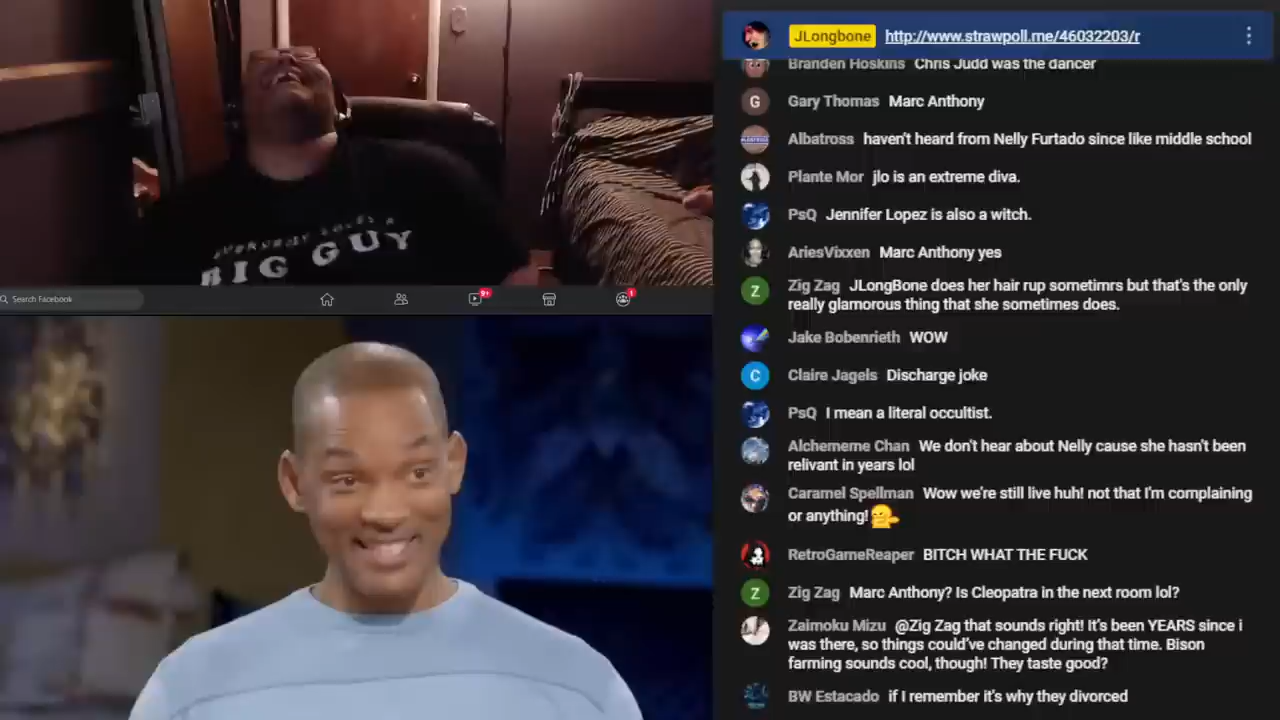 EVERYBODY LOVES A
BIG GUY
Search Facebook
9+
1
JLongbone http://www.strawpoll.me/46032203/r
Branden Hoskins Chris Judd was the dancer
G Gary Thomas Marc Anthony
Albatross haven't heard from Nelly Furtado since like middle school
Plante Mor jlo is an extreme diva.
PsQ Jennifer Lopez is also a witch.
AriesVixxen Marc Anthony yes
Z Zig Zag JLongBone does her hair rup sometimrs but that's the only
really glamorous thing that she sometimes does.
Jake Bobenrieth WOW
C Claire Jagels Discharge joke
PsQ I mean a literal occultist.
Alchememe Chan We don't hear about Nelly cause she hasn't been
relivant in years lol
Caramel Spellman Wow we're still live huh! not that I'm complaining
or anything!
RetroGameReaper BITCH WHAT THE FUCK
Z Zig Zag Marc Anthony? Is Cleopatra in the next room lol?
Zaimoku Mizu @Zig Zag that sounds right! It's been YEARS since i
was there, so things could've changed during that time. Bison
farming sounds cool, though! They taste good?
BW Estacado if I remember it's why they divorced